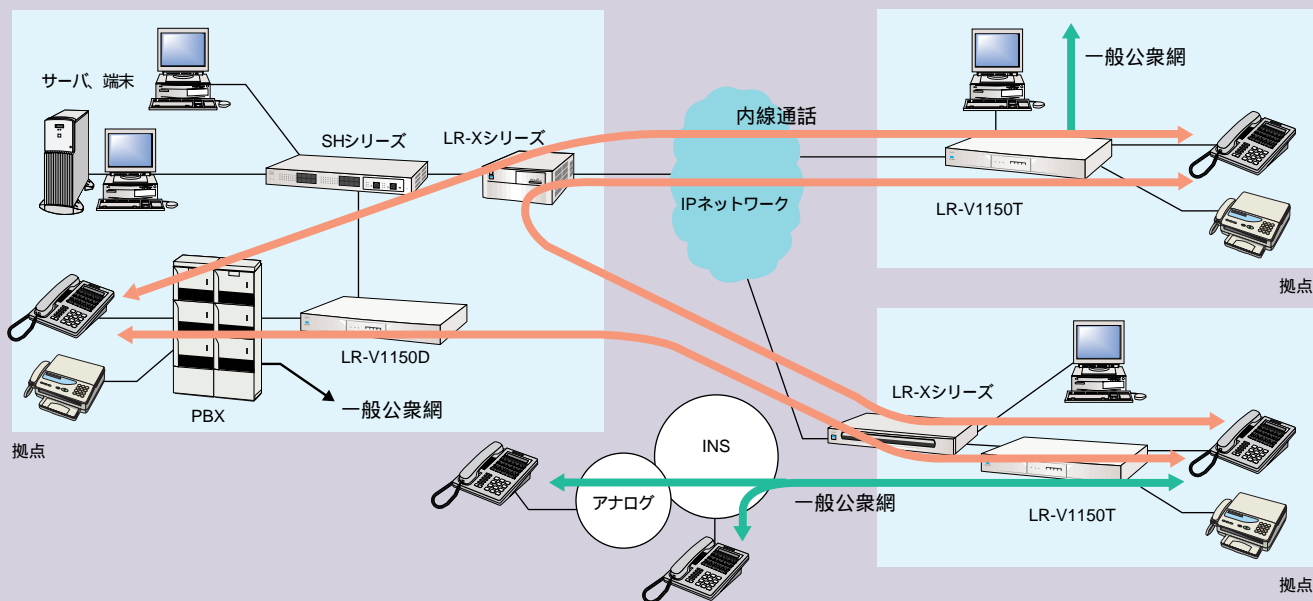 サーバ、端末
SHシリーズ
LR-Xシリーズ
LR-V1150D
PBX
一般公衆網
拠点
内線通話
IPネットワーク
一般公衆網
LR-V1150T
拠点
LR-Xシリーズ
LR-V1150T
拠点
INS
アナログ
一般公衆網